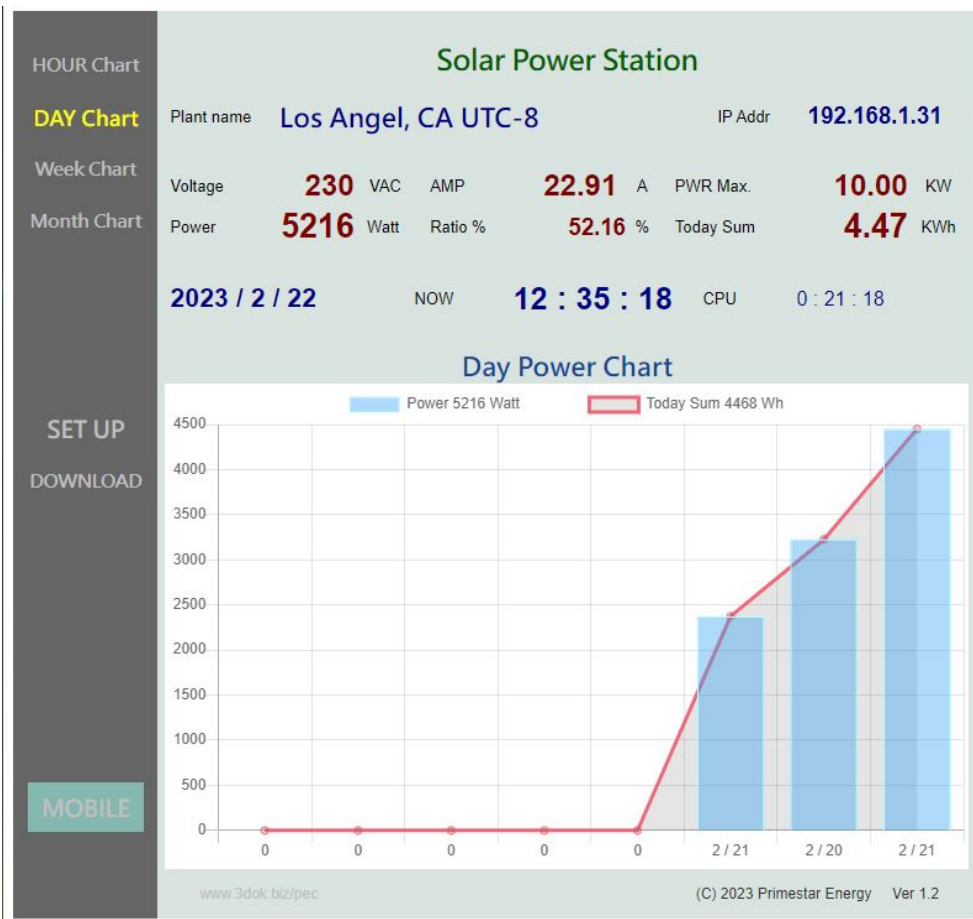 HOUR Chart
DAY Chart
Week Chart
Month Chart
SET UP
DOWNLOAD
MOBILE
Solar Power Station
Plant name Los Angel, CA UTC-8 IP Addr 192.168.1.31
Voltage 230 VAC AMP 22.91 A PWR Max. 10.00 KW
Power 5216 Watt Ratio % 52.16 % Today Sum 4.47 KWh
2023 / 2 / 22 NOW 12 : 35 : 18 CPU 0 : 21 : 18
Day Power Chart
Power 5216 Watt Today Sum 4468 Wh
4500
4000
3500
3000
2500
2000
1500
1000
500
0
0 0 0 0 0 2 / 21 2 / 20 2 / 21
www.3dok.biz/pec (C) 2023 Primestar Energy Ver 1.2